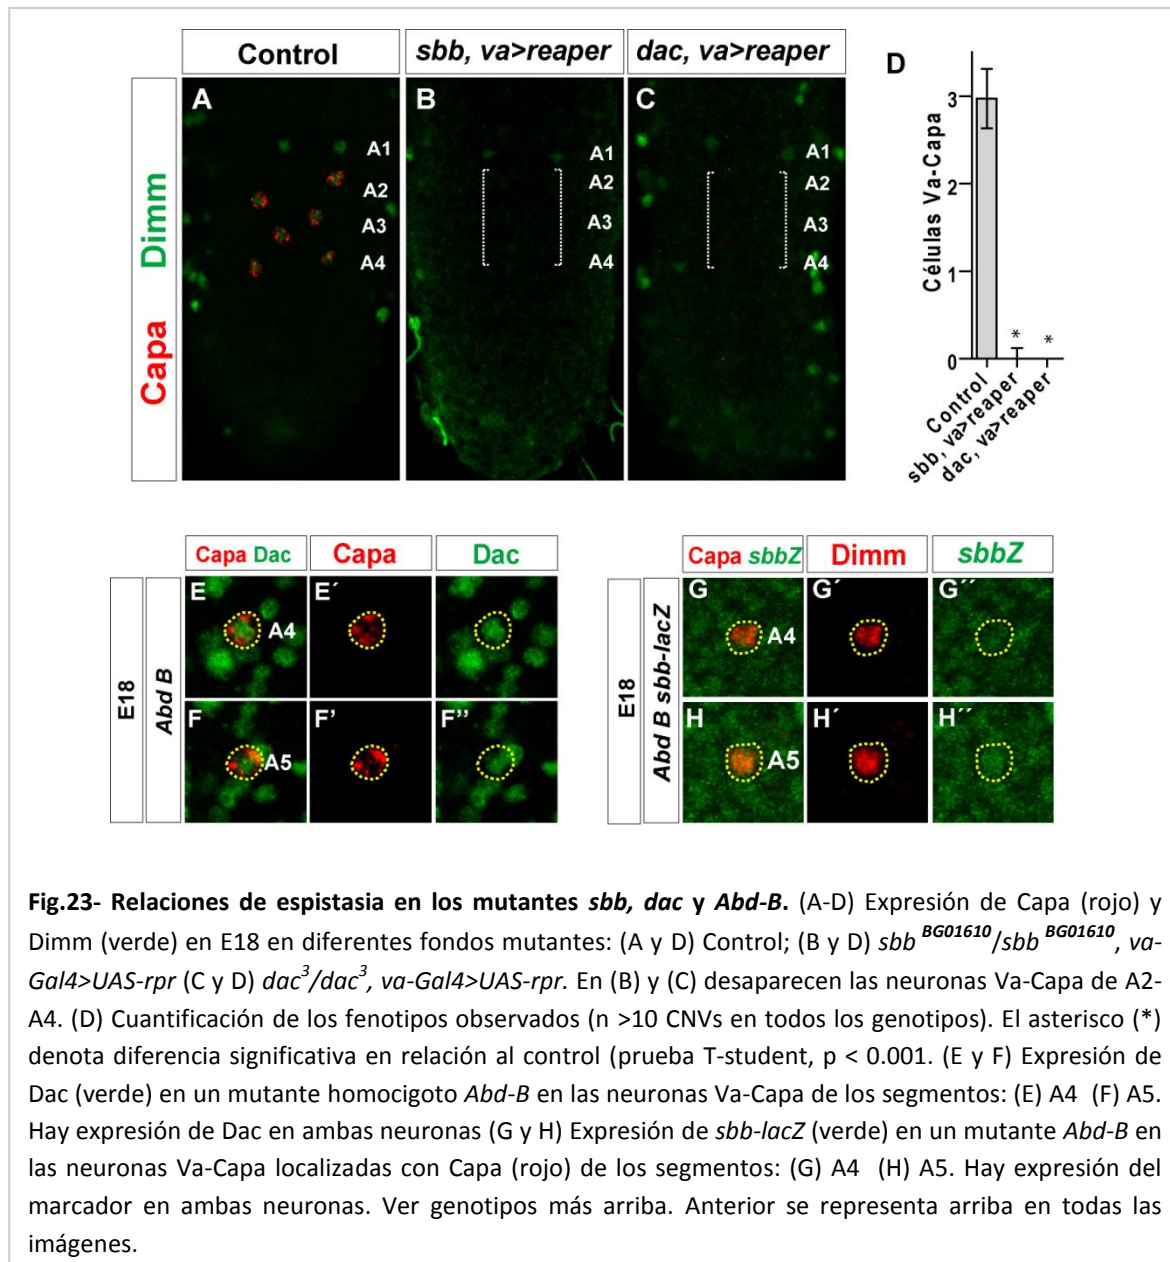 Control
sbb, va>reaper
dac, va>reaper
Capa Dimm
A
A1
A2
A3
A4
B
A1
A2
A3
A4
C
A1
A2
A3
A4
D
Células Va-Capa
3
2
1
0
*
*
Control
sbb, va>reaper
dac, va>reaper
Capa Dac
Capa
Dac
E18
Abd B
E
A4
E´
F
A5
F'
F''
Capa sbbZ
Dimm
sbbZ
E18
Abd B sbb-lacZ
G
A4
G´
G´´
H
A5
H´
H´´
Fig.23- Relaciones de espistasia en los mutantes sbb, dac y Abd-B. (A-D) Expresión de Capa (rojo) y
Dimm (verde) en E18 en diferentes fondos mutantes: (A y D) Control; (B y D) sbb BG01610/sbb BG01610, va-
Gal4>UAS-rpr (C y D) dac3/dac3, va-Gal4>UAS-rpr. En (B) y (C) desaparecen las neuronas Va-Capa de A2-
A4. (D) Cuantificación de los fenotipos observados (n >10 CNVs en todos los genotipos). El asterisco (*)
denota diferencia significativa en relación al control (prueba T-student, p < 0.001. (E y F) Expresión de
Dac (verde) en un mutante homocigoto Abd-B en las neuronas Va-Capa de los segmentos: (E) A4 (F) A5.
Hay expresión de Dac en ambas neuronas (G y H) Expresión de sbb-lacZ (verde) en un mutante Abd-B en
las neuronas Va-Capa localizadas con Capa (rojo) de los segmentos: (G) A4 (H) A5. Hay expresión del
marcador en ambas neuronas. Ver genotipos más arriba. Anterior se representa arriba en todas las
imágenes.